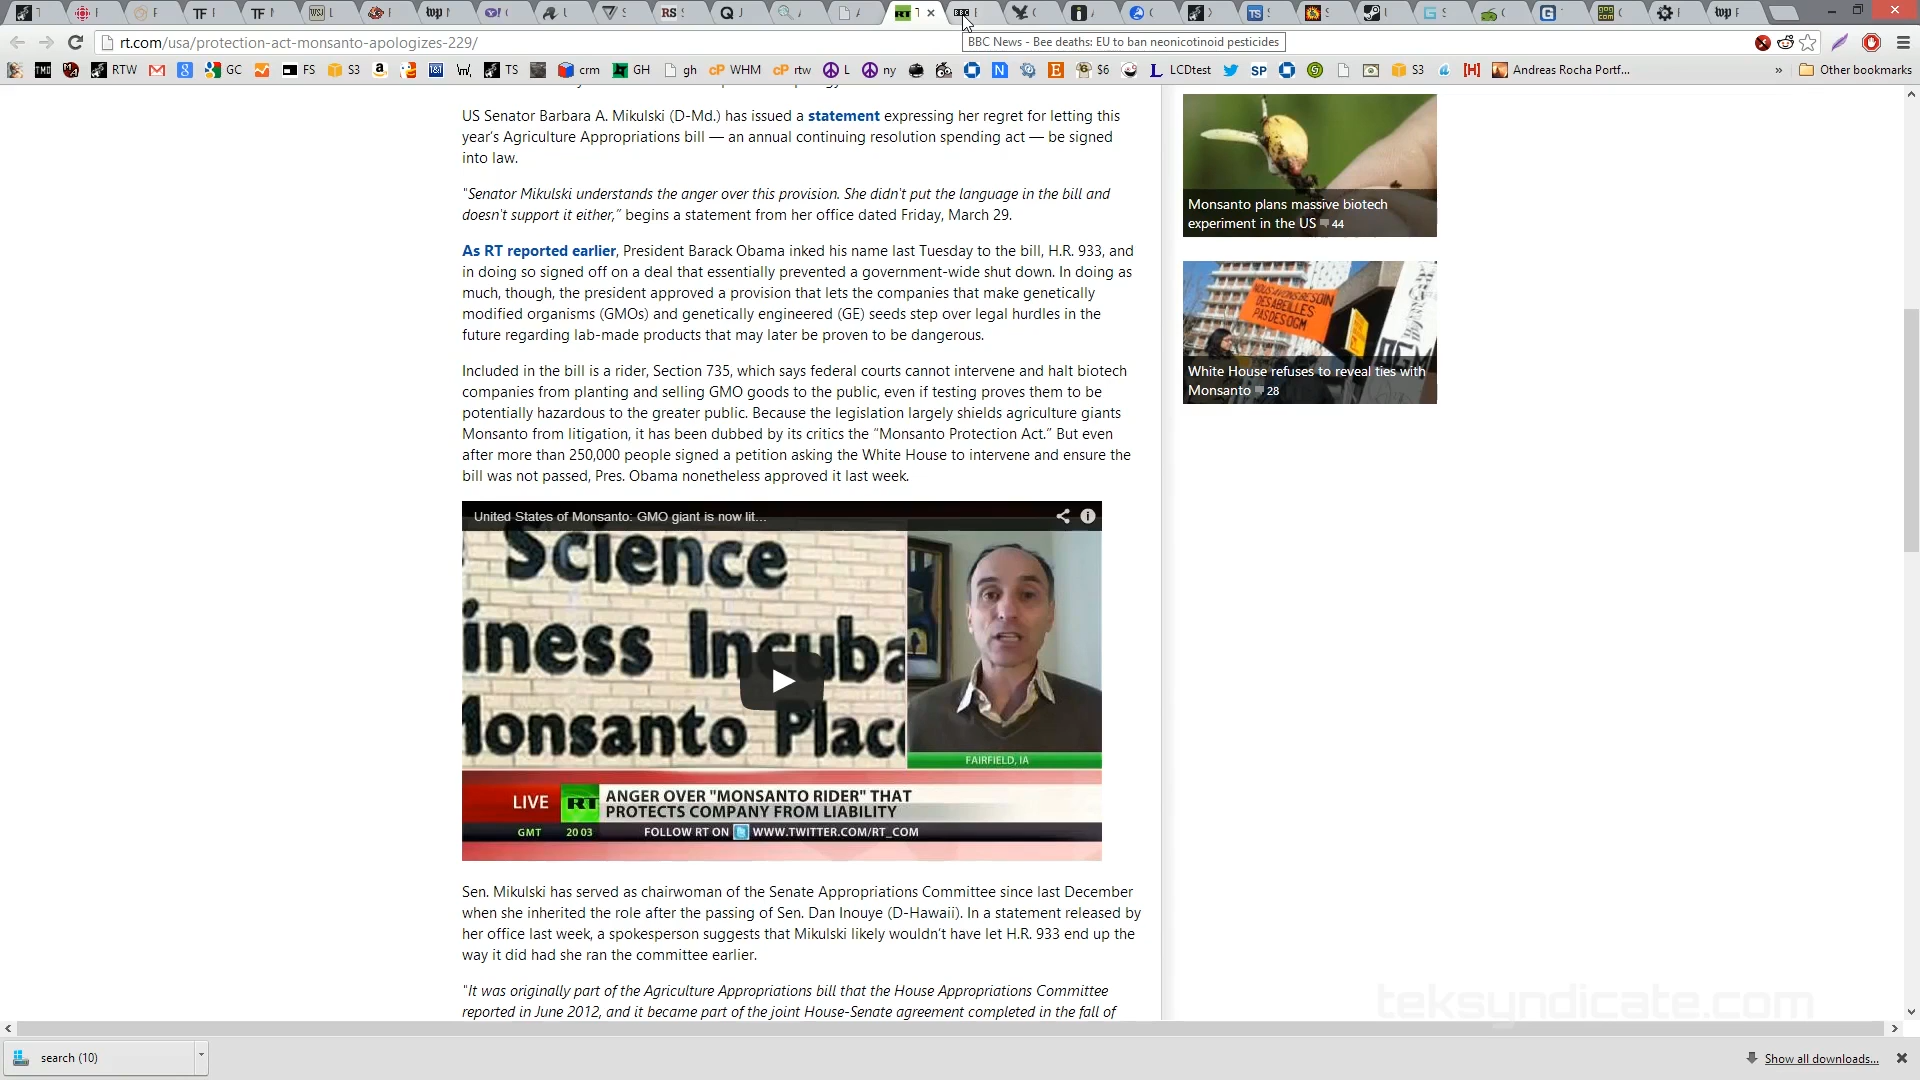 rt.com/usa/protection-act-monsanto-apologizes-229/
BBC News - Bee deaths: EU to ban neonicotinoid pesticides
RTW
GC
FS
S3
TS
crm
GH
gh
WHM
rtw
L
ny
$6
LCDtest
S3
Andreas Rocha Portf...
»
Other bookmarks
US Senator Barbara A. Mikulski (D-Md.) has issued a statement expressing her regret for letting this
year’s Agriculture Appropriations bill — an annual continuing resolution spending act — be signed
into law.
"Senator Mikulski understands the anger over this provision. She didn’t put the language in the bill and
doesn’t support it either,” begins a statement from her office dated Friday, March 29.
As RT reported earlier, President Barack Obama inked his name last Tuesday to the bill, H.R. 933, and
in doing so signed off on a deal that essentially prevented a government-wide shut down. In doing as
much, though, the president approved a provision that lets the companies that make genetically
modified organisms (GMOs) and genetically engineered (GE) seeds step over legal hurdles in the
future regarding lab-made products that may later be proven to be dangerous.
Included in the bill is a rider, Section 735, which says federal courts cannot intervene and halt biotech
companies from planting and selling GMO goods to the public, even if testing proves them to be
potentially hazardous to the greater public. Because the legislation largely shields agriculture giants
Monsanto from litigation, it has been dubbed by its critics the “Monsanto Protection Act.” But even
after more than 250,000 people signed a petition asking the White House to intervene and ensure the
bill was not passed, Pres. Obama nonetheless approved it last week.
United States of Monsanto: GMO giant is now lit...
Science
iness Incuba
Monsanto Place
FAIRFIELD, IA
LIVE
RT
ANGER OVER "MONSANTO RIDER" THAT
PROTECTS COMPANY FROM LIABILITY
GMT 20 03
FOLLOW RT ON WWW.TWITTER.COM/RT_COM
Sen. Mikulski has served as chairwoman of the Senate Appropriations Committee since last December
when she inherited the role after the passing of Sen. Dan Inouye (D-Hawaii). In a statement released by
her office last week, a spokesperson suggests that Mikulski likely wouldn’t have let H.R. 933 end up the
way it did had she ran the committee earlier.
"It was originally part of the Agriculture Appropriations bill that the House Appropriations Committee
reported in June 2012, and it became part of the joint House-Senate agreement completed in the fall of
Monsanto plans massive biotech
experiment in the US 44
NOUS AVONS BESOIN
DES ABEILLES
PAS DES OGM
White House refuses to reveal ties with
Monsanto 28
teksyndicate.com
search (10)
Show all downloads...